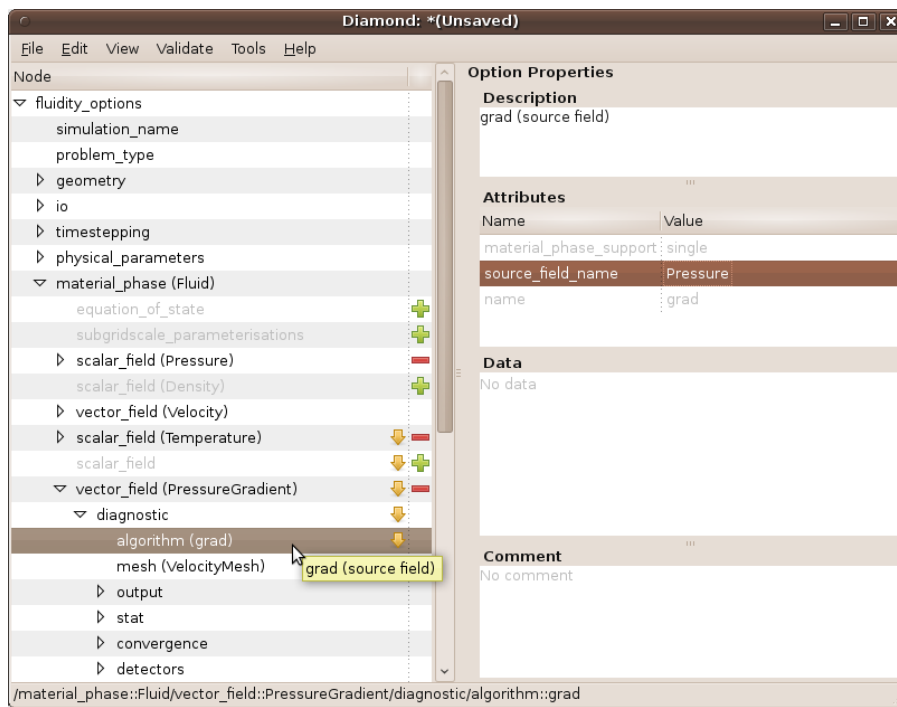 Diamond: *(Unsaved)
File Edit View Validate Tools Help
Node
fluidity_options
simulation_name
problem_type
geometry
io
timestepping
physical_parameters
material_phase (Fluid)
equation_of_state
subgridscale_parameterisations
scalar_field (Pressure)
scalar_field (Density)
vector_field (Velocity)
scalar_field (Temperature)
scalar_field
vector_field (PressureGradient)
diagnostic
algorithm (grad)
mesh (VelocityMesh)
grad (source field)
output
stat
convergence
detectors
Option Properties
Description
grad (source field)
Attributes
Name Value
material_phase_support single
source_field_name Pressure
name grad
Data
No data
Comment
No comment
/material_phase::Fluid/vector_field::PressureGradient/diagnostic/algorithm::grad